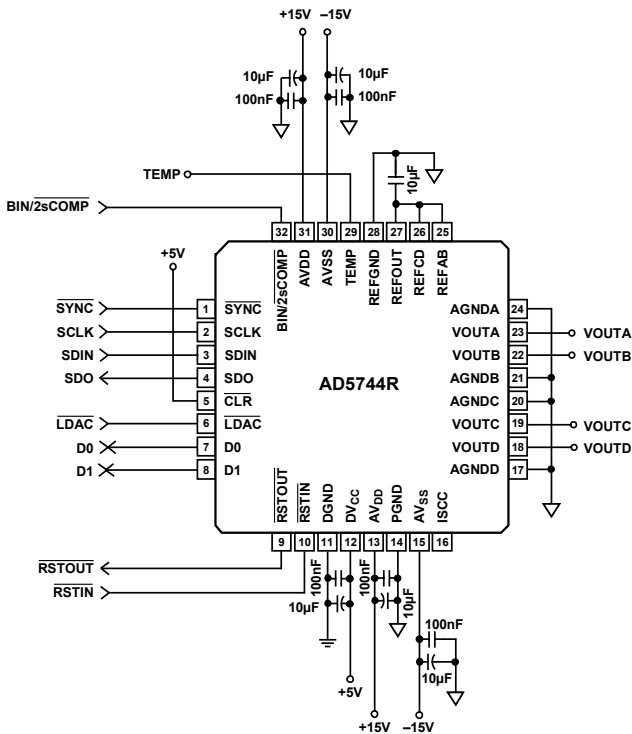 +15V –15V
10µF 10µF
100nF 100nF
TEMP
10µF
BIN/2sCOMP
32 31 30 29 28 27 26 25
+5V
BIN/2sCOMP AVDD AVSS TEMP REFGND REFOUT REFCD REFAB
SYNC 1 SYNC AGNDA 24
SCLK 2 SCLK VOUTA 23 VOUTA
SDIN 3 SDIN VOUTB 22 VOUTB
SDO 4 SDO AGNDB 21
AD5744R
5 CLR AGNDC 20
LDAC 6 LDAC VOUTC 19 VOUTC
D0 7 D0 VOUTD 18 VOUTD
D1 8 D1 AGNDD 17
RSTOUT RSTIN DGND DVCC AVDD PGND AVSS ISCC
9 10 11 12 13 14 15 16
RSTOUT
100nF 100nF
RSTIN
10µF 10µF
100nF
10µF
+5V
+15V –15V